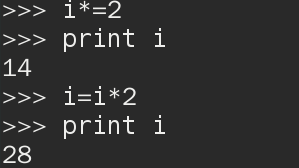 >>> i*=2
>>> print i
14
>>> i=i*2
>>> print i
28